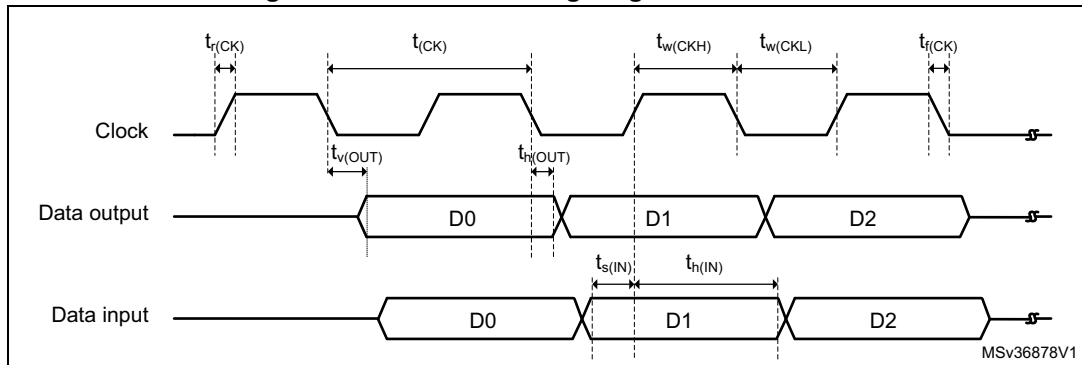 t_r(CK) t_(CK) t_w(CKH) t_w(CKL) t_f(CK)
Clock
t_v(OUT) t_h(OUT)
Data output D0 D1 D2
t_s(IN) t_h(IN)
Data input D0 D1 D2
MSv36878V1